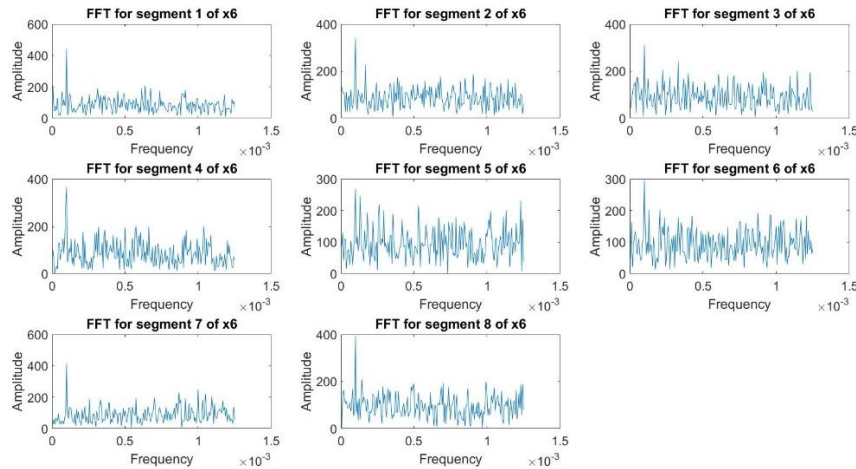 FFT for segment 1 of x6
600
400
200
0
Amplitude
0 0.5 1 1.5
Frequency ×10⁻³
FFT for segment 2 of x6
400
200
0
Amplitude
0 0.5 1 1.5
Frequency ×10⁻³
FFT for segment 3 of x6
400
200
0
Amplitude
0 0.5 1 1.5
Frequency ×10⁻³
FFT for segment 4 of x6
400
200
0
Amplitude
0 0.5 1 1.5
Frequency ×10⁻³
FFT for segment 5 of x6
300
200
100
0
Amplitude
0 0.5 1 1.5
Frequency ×10⁻³
FFT for segment 6 of x6
300
200
100
0
Amplitude
0 0.5 1 1.5
Frequency ×10⁻³
FFT for segment 7 of x6
600
400
200
0
Amplitude
0 0.5 1 1.5
Frequency ×10⁻³
FFT for segment 8 of x6
400
200
0
Amplitude
0 0.5 1 1.5
Frequency ×10⁻³